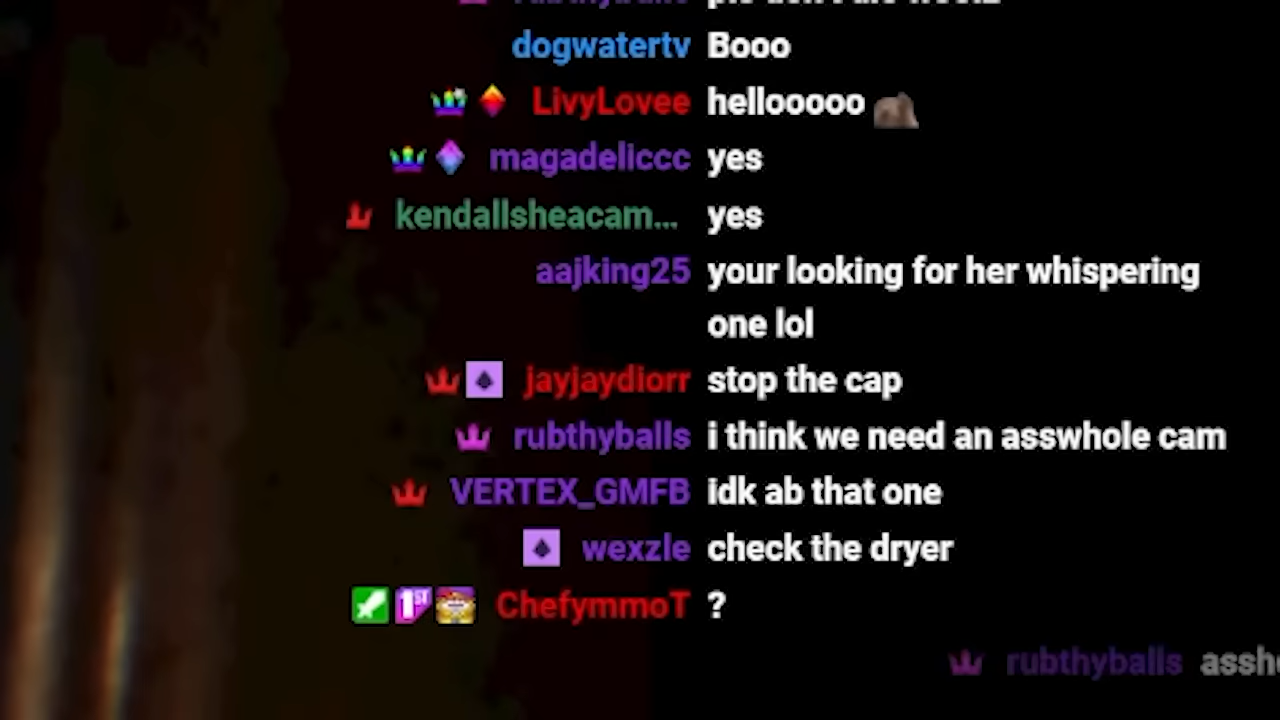 dogwatertv Booo
LivyLovee hellooooo
magadeliccc yes
kendallsheacam... yes
aajking25 your looking for her whispering
one lol
jayjaydiorr stop the cap
rubthyballs i think we need an asswhole cam
VERTEX_GMFB idk ab that one
wexzle check the dryer
1ST ChefymmoT ?
rubthyballs